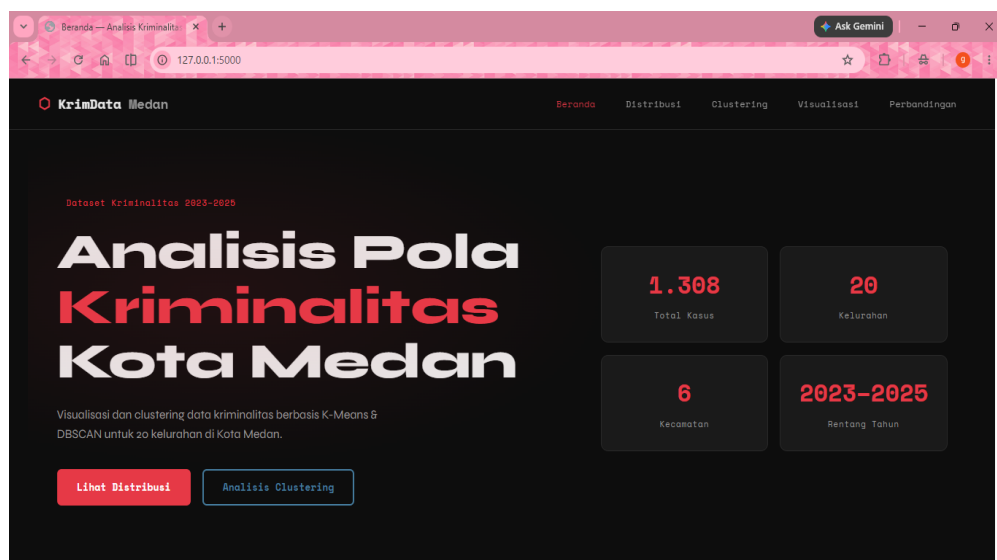 Beranda — Analisis Kriminalita
Ask Gemini
127.0.0.1:5000
g
KrimData Medan
Beranda
Distribusi
Clustering
Visualisasi
Perbandingan
Dataset Kriminalitas 2023–2025
Analisis Pola
Kriminalitas
Kota Medan
Visualisasi dan clustering data kriminalitas berbasis K-Means &
DBSCAN untuk 20 kelurahan di Kota Medan.
Lihat Distribusi
Analisis Clustering
1.308
Total Kasus
20
Kelurahan
6
Kecamatan
2023–2025
Rentang Tahun